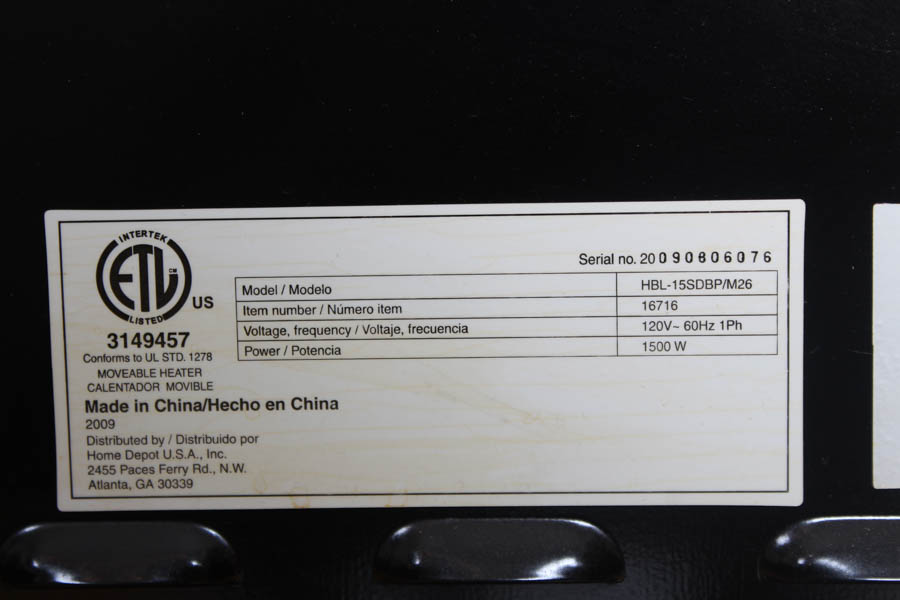 INTERTEK
ETL CM
LISTED
US
3149457
Conforms to UL STD. 1278
MOVEABLE HEATER
CALENTADOR MOVIBLE
Serial no. 20 090806076
Model / Modelo HBL-15SDBP/M26
Item number / Número item 16716
Voltage, frequency / Voltaje, frecuencia 120V~ 60Hz 1Ph
Power / Potencia 1500 W
Made in China/Hecho en China
2009
Distributed by / Distribuido por
Home Depot U.S.A., Inc.
2455 Paces Ferry Rd., N.W.
Atlanta, GA 30339